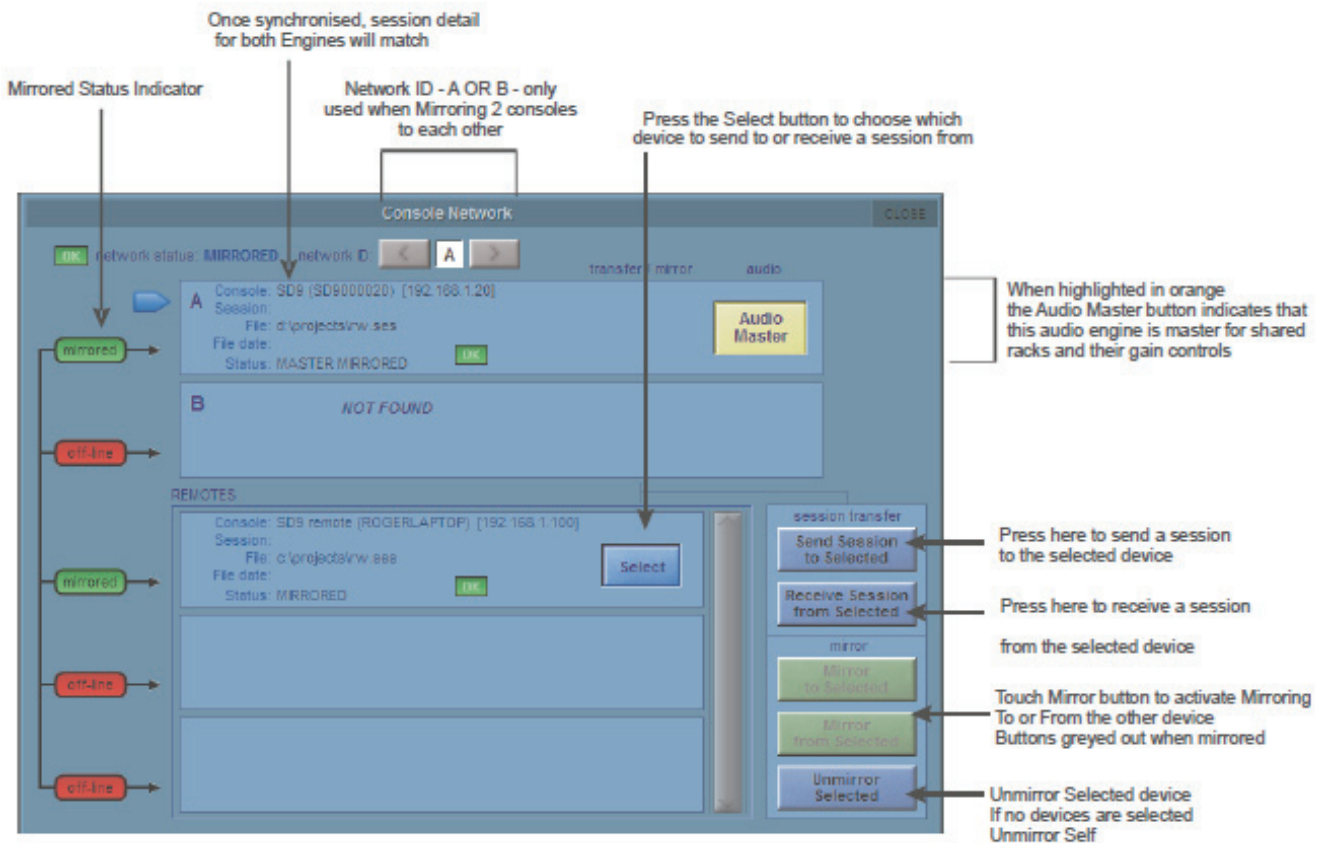 Once synchronised, session detail
for both Engines will match
Mirrored Status Indicator
Network ID - A OR B - only
used when Mirroring 2 consoles
to each other
Press the Select button to choose which
device to send to or receive a session from
Console Network
CLOSE
OK network status: MIRRORED network ID: < A >
transfer / mirror audio
A Console: SD9 (SD9000020) [192.168.1.20]
Session:
File: d:\projects\rw.ses
File date:
Status: MASTER MIRRORED OK
Audio
Master
When highlighted in orange
the Audio Master button indicates that
this audio engine is master for shared
racks and their gain controls
mirrored
B NOT FOUND
off-line
REMOTES
Console: SD9 remote (ROGERLAPTOP) [192.168.1.100]
Session:
File: c:\projects\rw.ses
File date:
Status: MIRRORED OK
Select
mirrored
off-line
off-line
session transfer
Send Session
to Selected
Press here to send a session
to the selected device
Receive Session
from Selected
Press here to receive a session
from the selected device
mirror
Mirror
to Selected
Mirror
from Selected
Touch Mirror button to activate Mirroring
To or From the other device
Buttons greyed out when mirrored
Unmirror
Selected
Unmirror Selected device
If no devices are selected
Unmirror Self